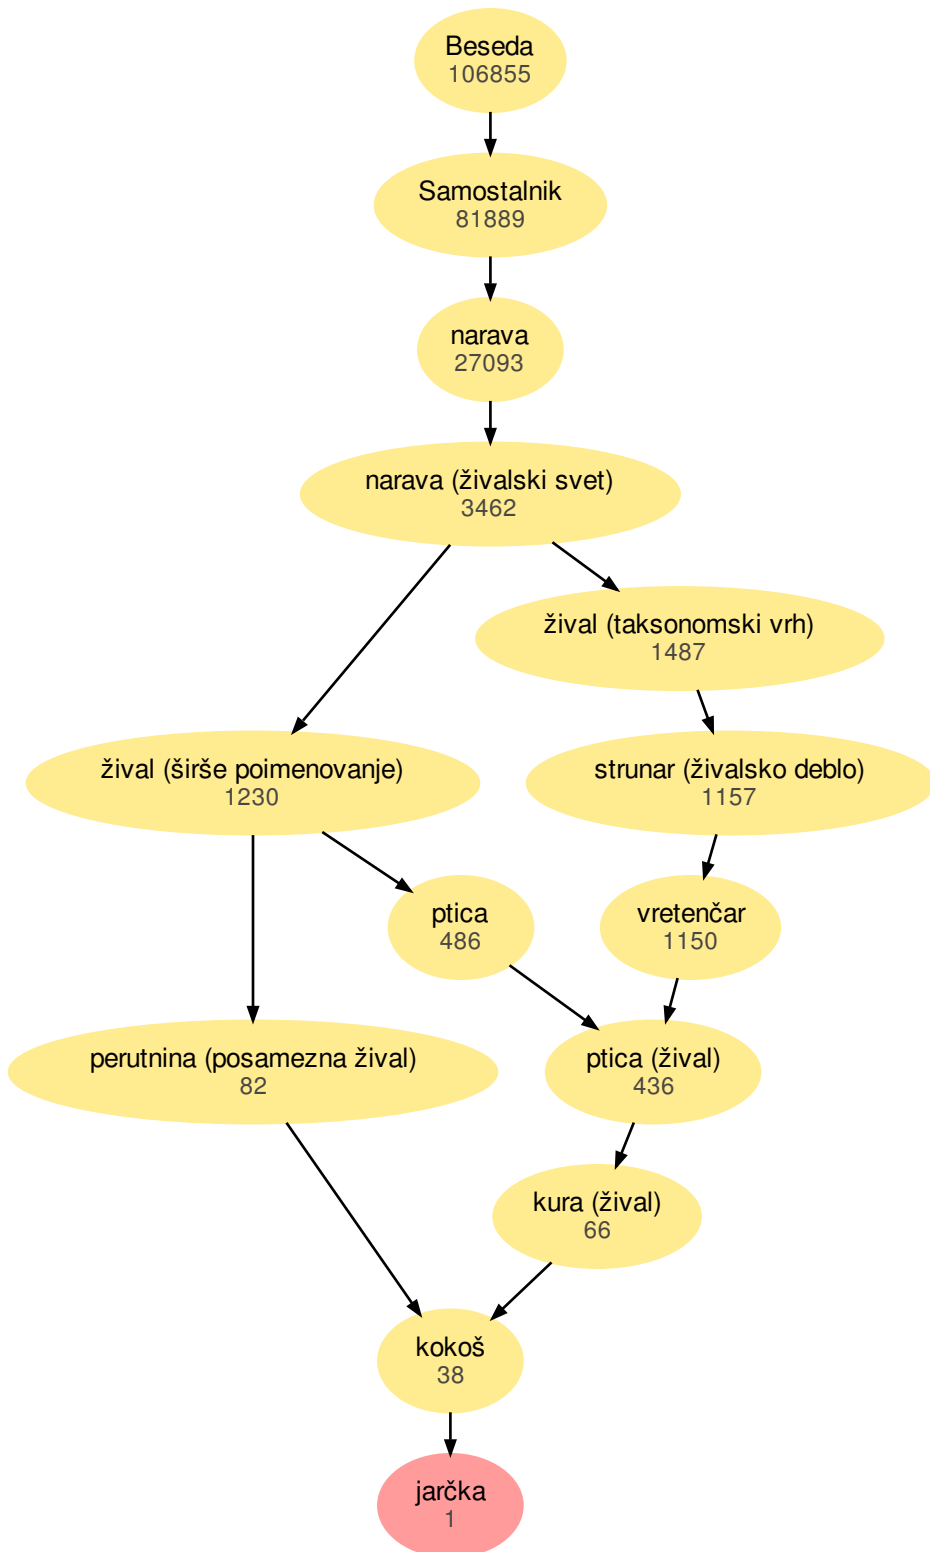 Beseda
106855
Samostalnik
81889
narava
27093
narava (živalski svet)
3462
žival (taksonomski vrh)
1487
žival (širše poimenovanje)
1230
strunar (živalsko deblo)
1157
ptica
486
vretenčar
1150
perutnina (posamezna žival)
82
ptica (žival)
436
kura (žival)
66
kokoš
38
jarčka
1